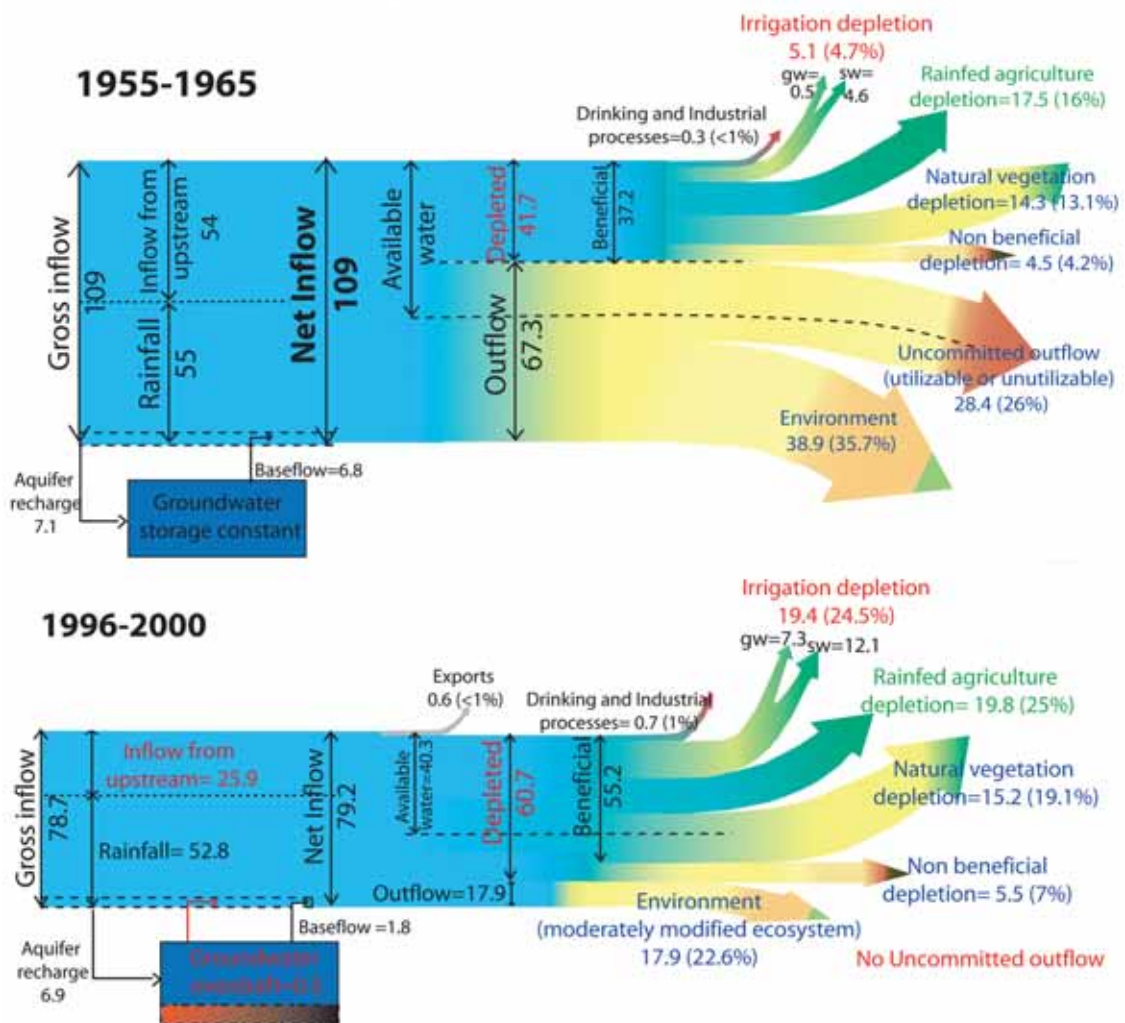 1955-1965
Irrigation depletion
5.1 (4.7%)
gw=
0.5
sw=
4.6
Rainfed agriculture
depletion=17.5 (16%)
Drinking and Industrial
processes=0.3 (<1%)
Natural vegetation
depletion=14.3 (13.1%)
Non beneficial
depletion= 4.5 (4.2%)
Gross inflow
109
Inflow from
upstream
54
Rainfall
55
Net Inflow
109
Available
water
Depleted
41.7
Beneficial
37.2
Outflow
67.3
Uncommitted outflow
(utilizable or unutilizable)
28.4 (26%)
Environment
38.9 (35.7%)
Baseflow=6.8
Aquifer
recharge
7.1
Groundwater
storage constant
1996-2000
Irrigation depletion
19.4 (24.5%)
gw=7.3
sw=12.1
Exports
0.6 (<1%)
Drinking and Industrial
processes= 0.7 (1%)
Rainfed agriculture
depletion= 19.8 (25%)
Gross inflow
78.7
Inflow from
upstream= 25.9
Rainfall= 52.8
Net Inflow
79.2
Available
water=40.3
Depleted
60.7
Beneficial
55.2
Natural vegetation
depletion=15.2 (19.1%)
Non beneficial
depletion= 5.5 (7%)
Outflow=17.9
Environment
(moderately modified ecosystem)
17.9 (22.6%)
No Uncommitted outflow
Baseflow =1.8
Aquifer
recharge
6.9
Groundwater